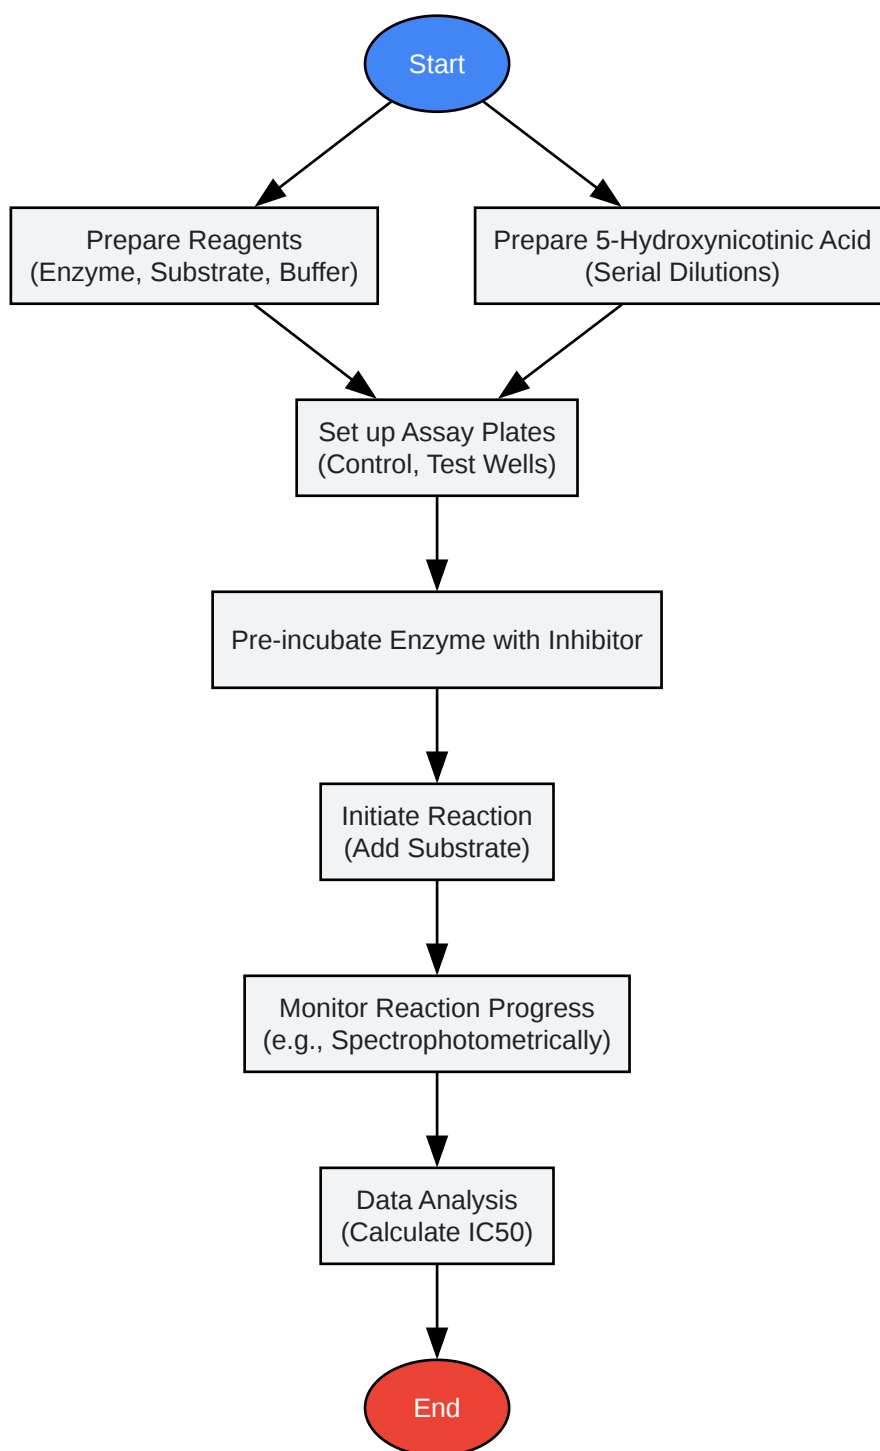 Start
Prepare Reagents
(Enzyme, Substrate, Buffer)
Prepare 5-Hydroxynicotinic Acid
(Serial Dilutions)
Set up Assay Plates
(Control, Test Wells)
Pre-incubate Enzyme with Inhibitor
Initiate Reaction
(Add Substrate)
Monitor Reaction Progress
(e.g., Spectrophotometrically)
Data Analysis
(Calculate IC50)
End